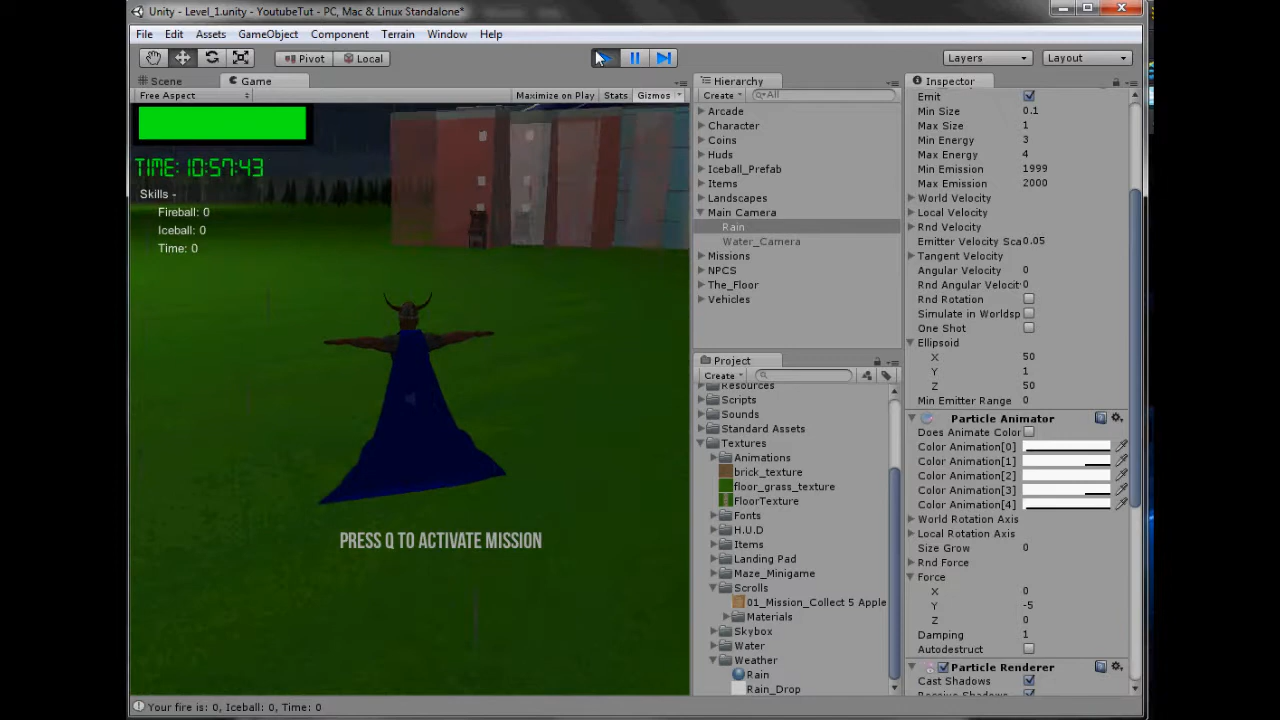 Unity - Level_1.unity - YoutubeTut - PC, Mac & Linux Standalone*
File Edit Assets GameObject Component Terrain Window Help
Pivot Local Layers Layout
Scene Game
Free Aspect Maximize on Play Stats Gizmos
TIME: 10:57:43
Skills -
Fireball: 0
Iceball: 0
Time: 0
PRESS Q TO ACTIVATE MISSION
Hierarchy
Create All
Arcade
Character
Coins
Huds
Iceball_Prefab
Items
Landscapes
Main Camera
Rain
Water_Camera
Missions
NPCS
The_Floor
Vehicles
Project
Create
Resources
Scripts
Sounds
Standard Assets
Textures
Animations
brick_texture
floor_grass_texture
FloorTexture
Fonts
H.U.D
Items
Landing Pad
Maze_Minigame
Scrolls
01_Mission_Collect 5 Apple
Materials
Skybox
Water
Weather
Rain
Rain_Drop
Inspector
Emit
Min Size 0.1
Max Size 1
Min Energy 3
Max Energy 4
Min Emission 1999
Max Emission 2000
World Velocity
Local Velocity
Rnd Velocity
Emitter Velocity Sca 0.05
Tangent Velocity
Angular Velocity 0
Rnd Angular Velocit 0
Rnd Rotation
Simulate in Worldsp
One Shot
Ellipsoid
X 50
Y 1
Z 50
Min Emitter Range 0
Particle Animator
Does Animate Color
Color Animation[0]
Color Animation[1]
Color Animation[2]
Color Animation[3]
Color Animation[4]
World Rotation Axis
Local Rotation Axis
Size Grow 0
Rnd Force
Force
X 0
Y -5
Z 0
Damping 1
Autodestruct
Particle Renderer
Cast Shadows
Your fire is: 0, Iceball: 0, Time: 0